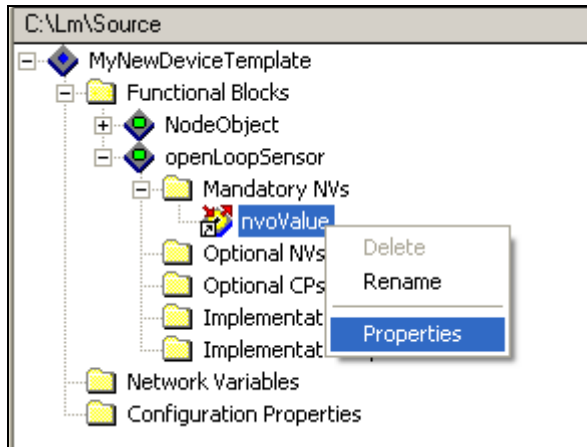 C:\Lm\Source
MyNewDeviceTemplate
Functional Blocks
NodeObject
openLoopSensor
Mandatory NVs
nvoValue
Optional NVs
Optional CPs
Implementat
Implementat
Network Variables
Configuration Properties
Delete
Rename
Properties